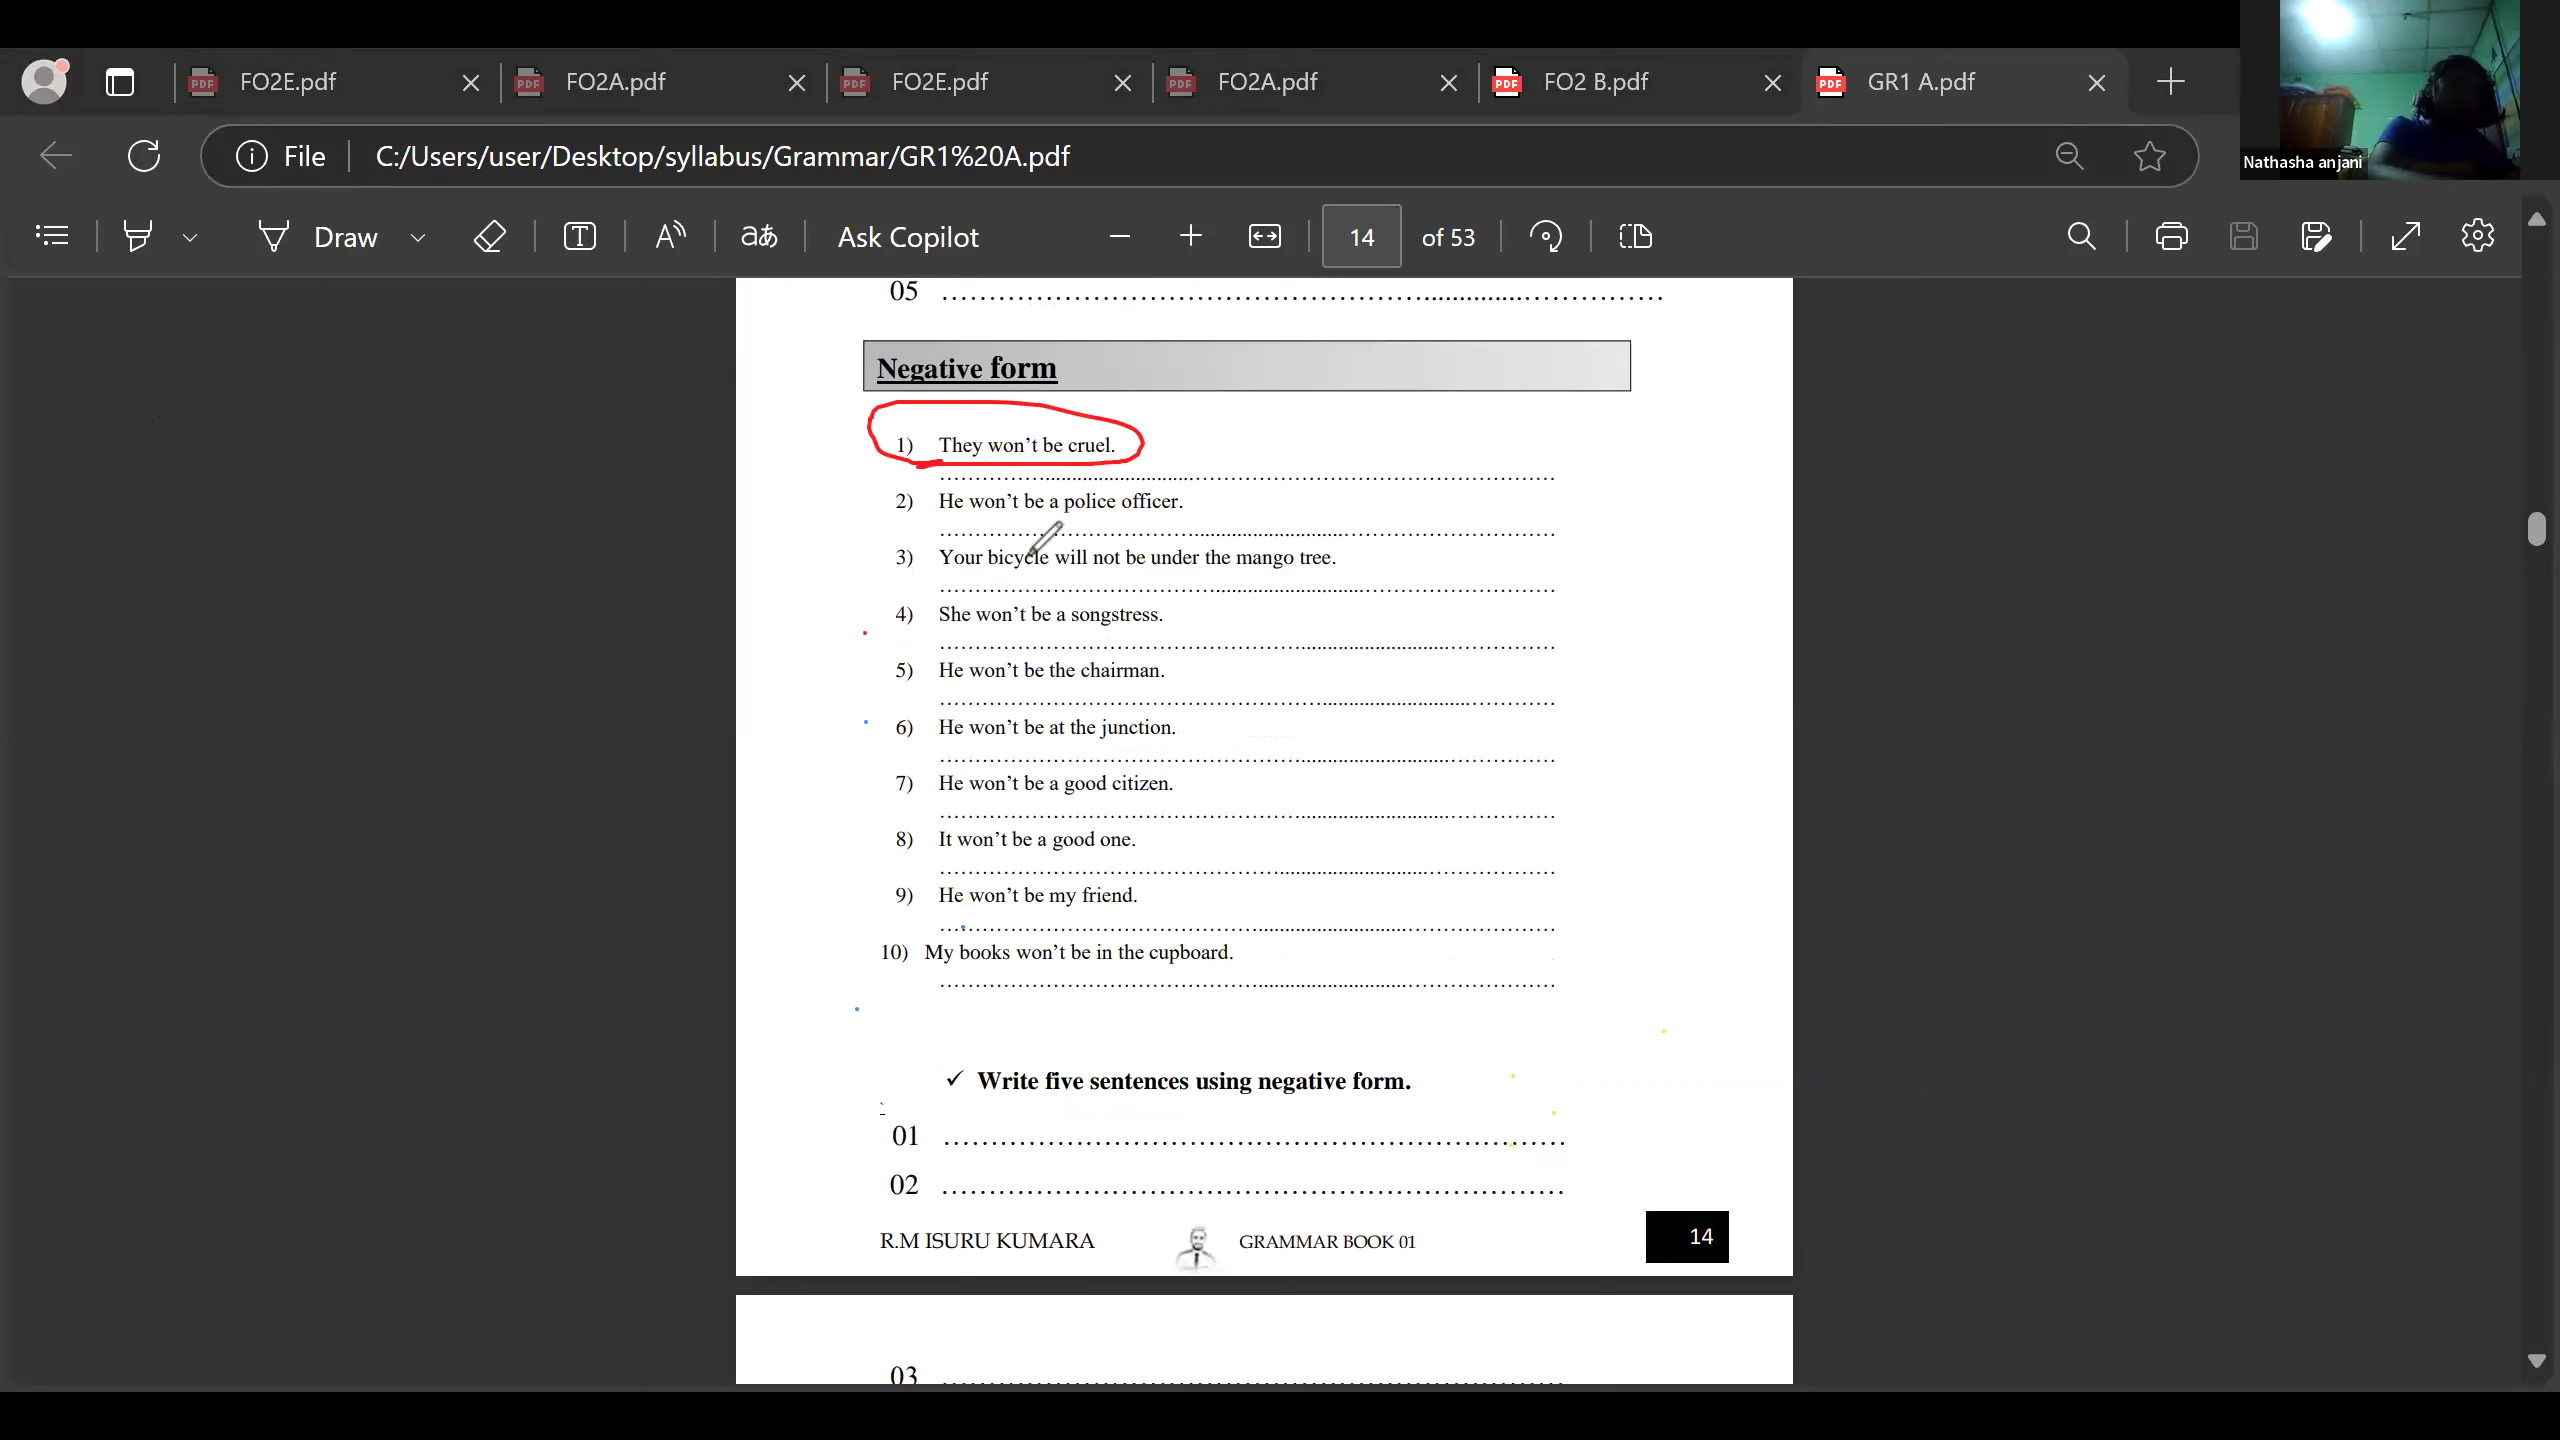 FO2E.pdf
FO2A.pdf
FO2E.pdf
FO2A.pdf
FO2 B.pdf
GR1 A.pdf
File
C:/Users/user/Desktop/syllabus/Grammar/GR1%20A.pdf
Nathasha anjani
Draw
Ask Copilot
14 of 53
05 ……………………………………………………………
Negative form
1) They won't be cruel.
……………………………………………………………
2) He won't be a police officer.
……………………………………………………………
3) Your bicycle will not be under the mango tree.
……………………………………………………………
4) She won't be a songstress.
……………………………………………………………
5) He won't be the chairman.
……………………………………………………………
6) He won't be at the junction.
……………………………………………………………
7) He won't be a good citizen.
……………………………………………………………
8) It won't be a good one.
……………………………………………………………
9) He won't be my friend.
……………………………………………………………
10) My books won't be in the cupboard.
……………………………………………………………
✓ Write five sentences using negative form.
01 ……………………………………………………………
02 ……………………………………………………………
R.M ISURU KUMARA GRAMMAR BOOK 01 14
03 ……………………………………………………………